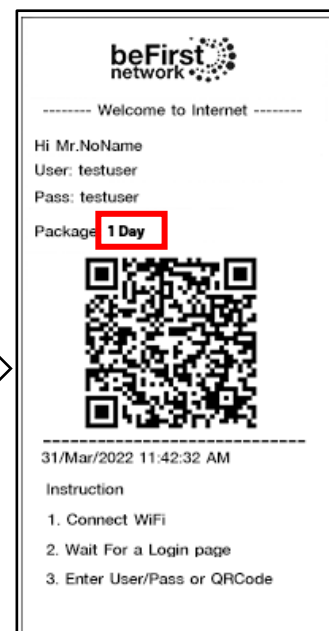 beFirst
network
-------- Welcome to Internet --------
Hi Mr.NoName
User: testuser
Pass: testuser
Package 1 Day
31/Mar/2022 11:42:32 AM
Instruction
1. Connect WiFi
2. Wait For a Login page
3. Enter User/Pass or QRCode